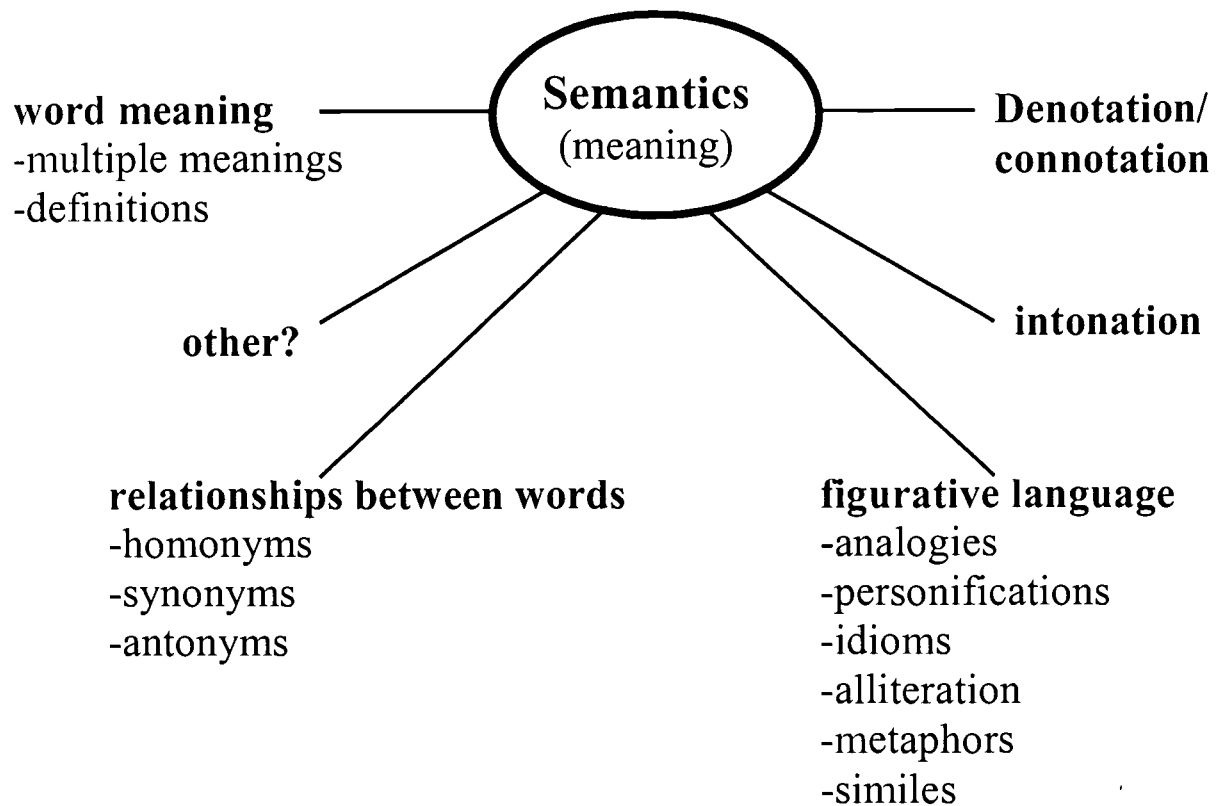 Semantics
(meaning)
word meaning
-multiple meanings
-definitions
Denotation/
connotation
other?
intonation
relationships between words
-homonyms
-synonyms
-antonyms
figurative language
-analogies
-personifications
-idioms
-alliteration
-metaphors
-similes